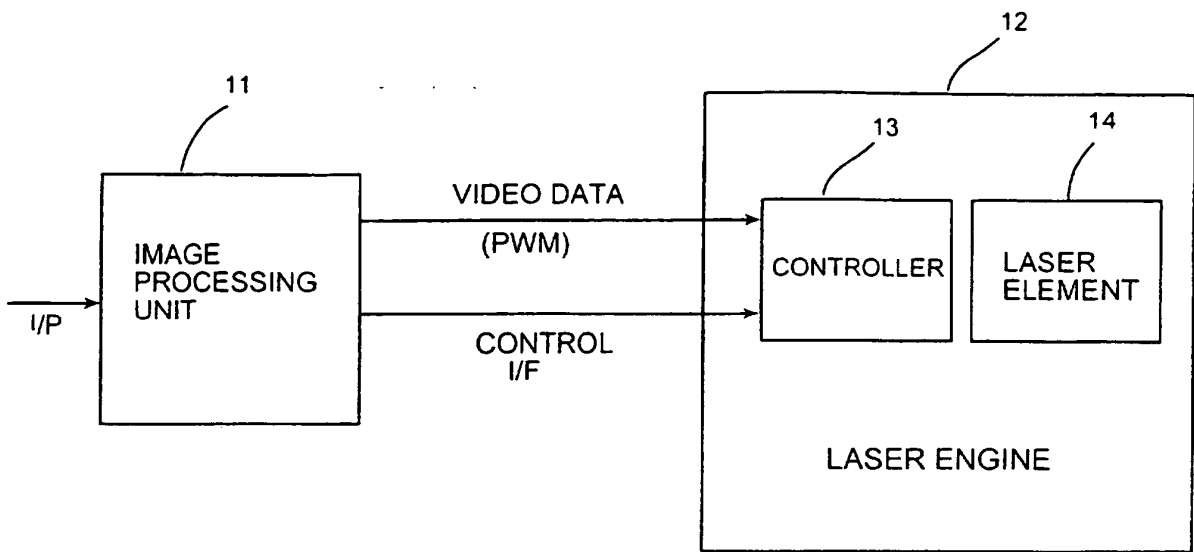 12
11
13
14
VIDEO DATA
(PWM)
IMAGE
PROCESSING
UNIT
CONTROLLER
LASER
ELEMENT
I/P
CONTROL
I/F
LASER ENGINE